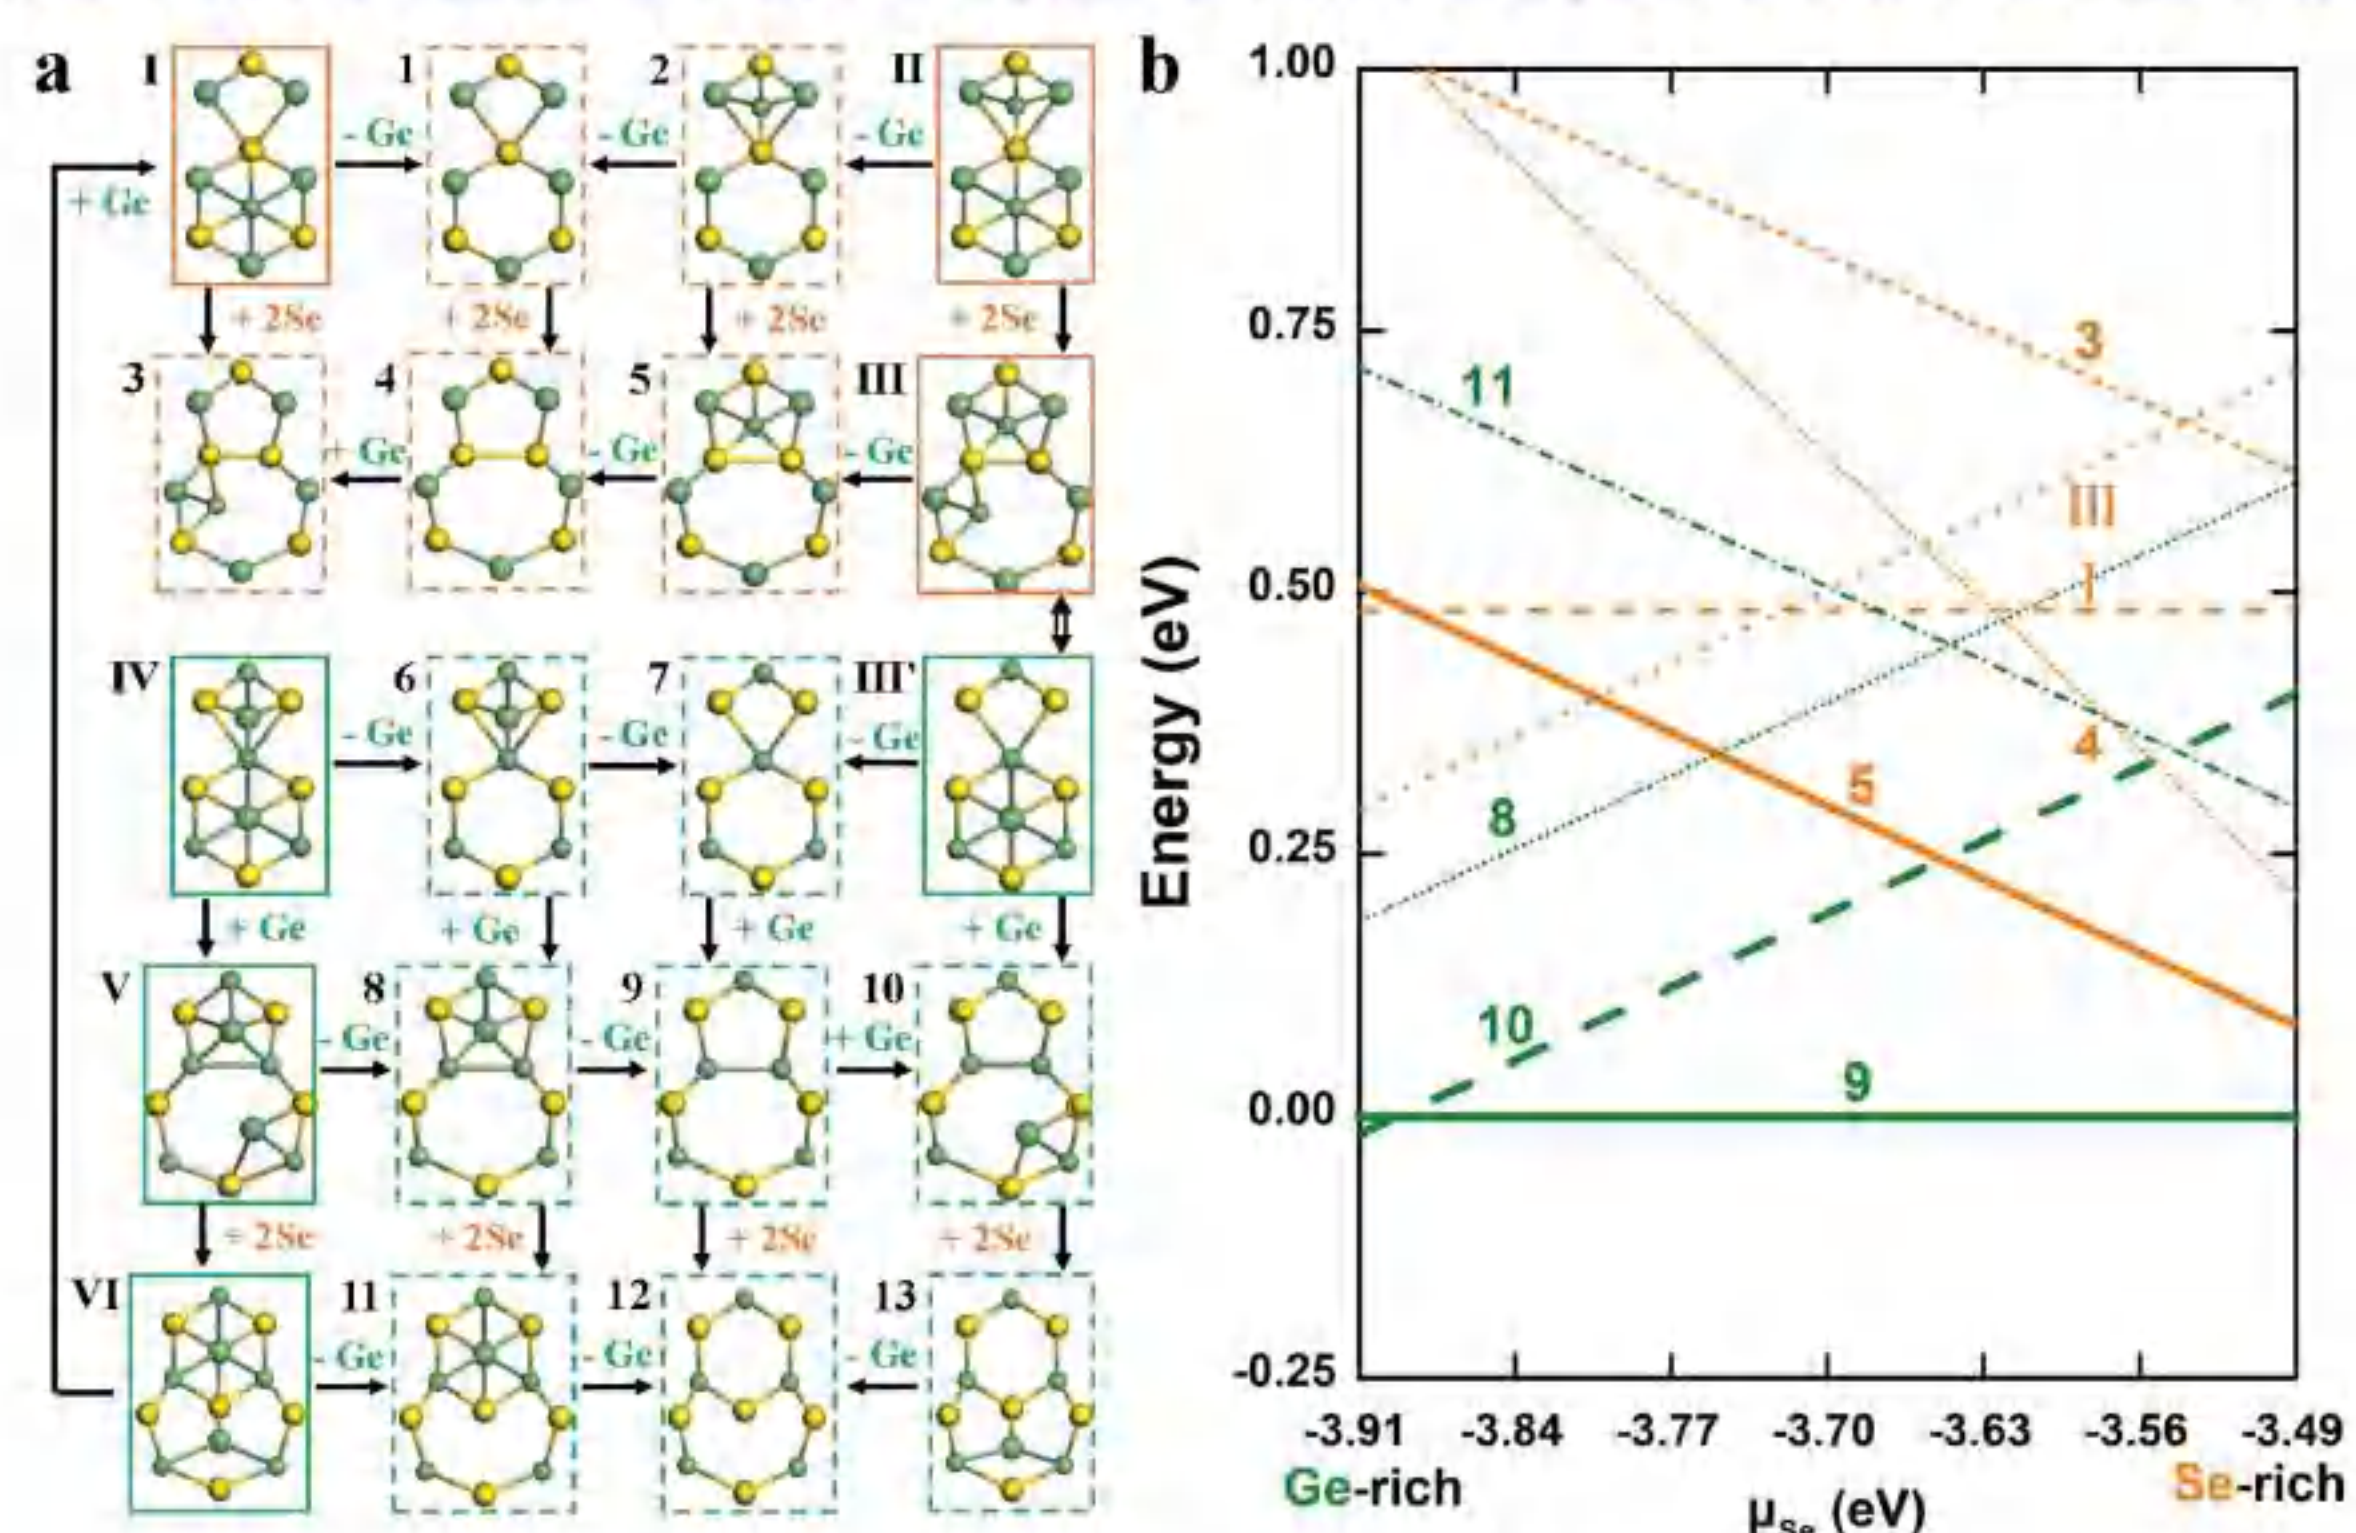 a
I 1 2 II
- Ge - Ge - Ge
+ Ge
+ 2Se + 2Se + 2Se + 2Se
3 4 5 III
+ Ge - Ge - Ge
IV 6 7 III'
- Ge - Ge - Ge
+ Ge + Ge + Ge + Ge
V 8 9 10
- Ge - Ge + Ge
+ 2Se + 2Se + 2Se + 2Se
VI 11 12 13
- Ge - Ge - Ge
b
Energy (eV)
1.00
0.75
0.50
0.25
0.00
-0.25
3
11
III
I
4
5
8
10
9
-3.91 -3.84 -3.77 -3.70 -3.63 -3.56 -3.49
Ge-rich Se-rich
μSe (eV)